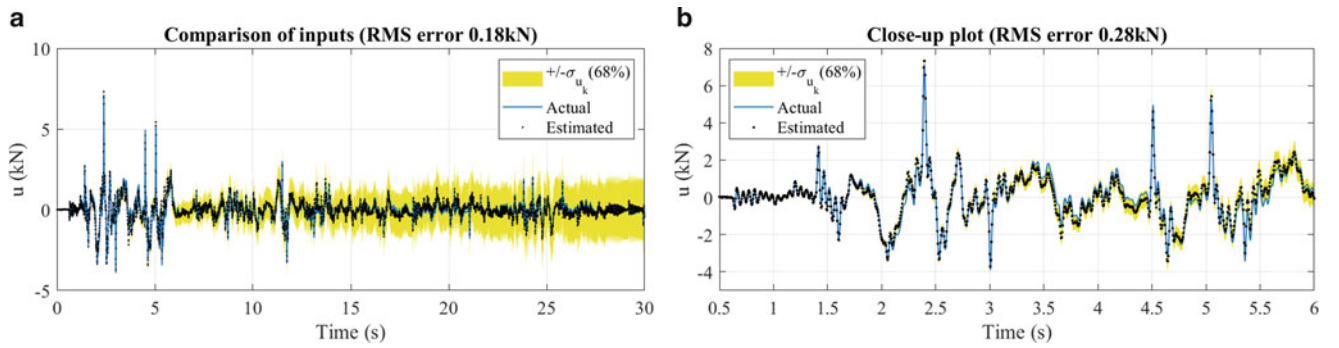 a
Comparison of inputs (RMS error 0.18kN)
10
5
0
-5
u (kN)
+/-σu_k (68%)
Actual
Estimated
0 5 10 15 20 25 30
Time (s)
b
Close-up plot (RMS error 0.28kN)
8
6
4
2
0
-2
-4
u (kN)
+/-σu_k (68%)
Actual
Estimated
0.5 1 1.5 2 2.5 3 3.5 4 4.5 5 5.5 6
Time (s)